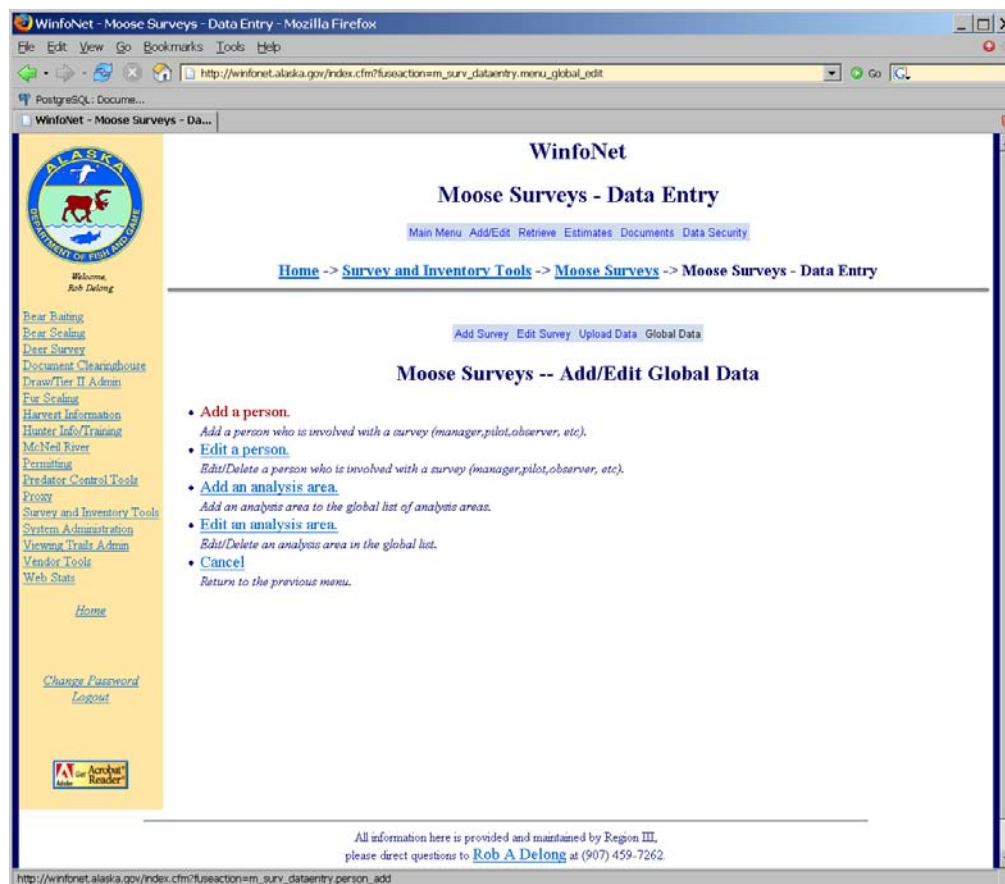 WinfoNet - Moose Surveys - Data Entry - Mozilla Firefox
File Edit View Go Bookmarks Tools Help
http://winfonet.alaska.gov/index.cfm?fuseaction=m_surv_dataentry.menu_global_edit
Go
PostgreSQL: Docume...
WinfoNet - Moose Surveys - Da...
ALASKA
DEPARTMENT OF FISH AND GAME
Welcome,
Rob Delong
Bear Baiting
Bear Sealing
Deer Survey
Document Clearinghouse
Draw/Tier II Admin
Fur Sealing
Harvest Information
Hunter Info/Training
McNeil River
Permitting
Predator Control Tools
Proxy
Survey and Inventory Tools
System Administration
Viewing Trails Admin
Vendor Tools
Web Stats
Home
Change Password
Logout
Adobe
Get Acrobat®
Reader®
WinfoNet
Moose Surveys - Data Entry
Main Menu Add/Edit Retrieve Estimates Documents Data Security
Home -> Survey and Inventory Tools -> Moose Surveys -> Moose Surveys - Data Entry
Add Survey Edit Survey Upload Data Global Data
Moose Surveys -- Add/Edit Global Data
• Add a person.
Add a person who is involved with a survey (manager,pilot,observer, etc).
• Edit a person.
Edit/Delete a person who is involved with a survey (manager,pilot,observer, etc).
• Add an analysis area.
Add an analysis area to the global list of analysis areas.
• Edit an analysis area.
Edit/Delete an analysis area in the global list.
• Cancel
Return to the previous menu.
All information here is provided and maintained by Region III,
please direct questions to Rob A Delong at (907) 459-7262.
http://winfonet.alaska.gov/index.cfm?fuseaction=m_surv_dataentry.person_add